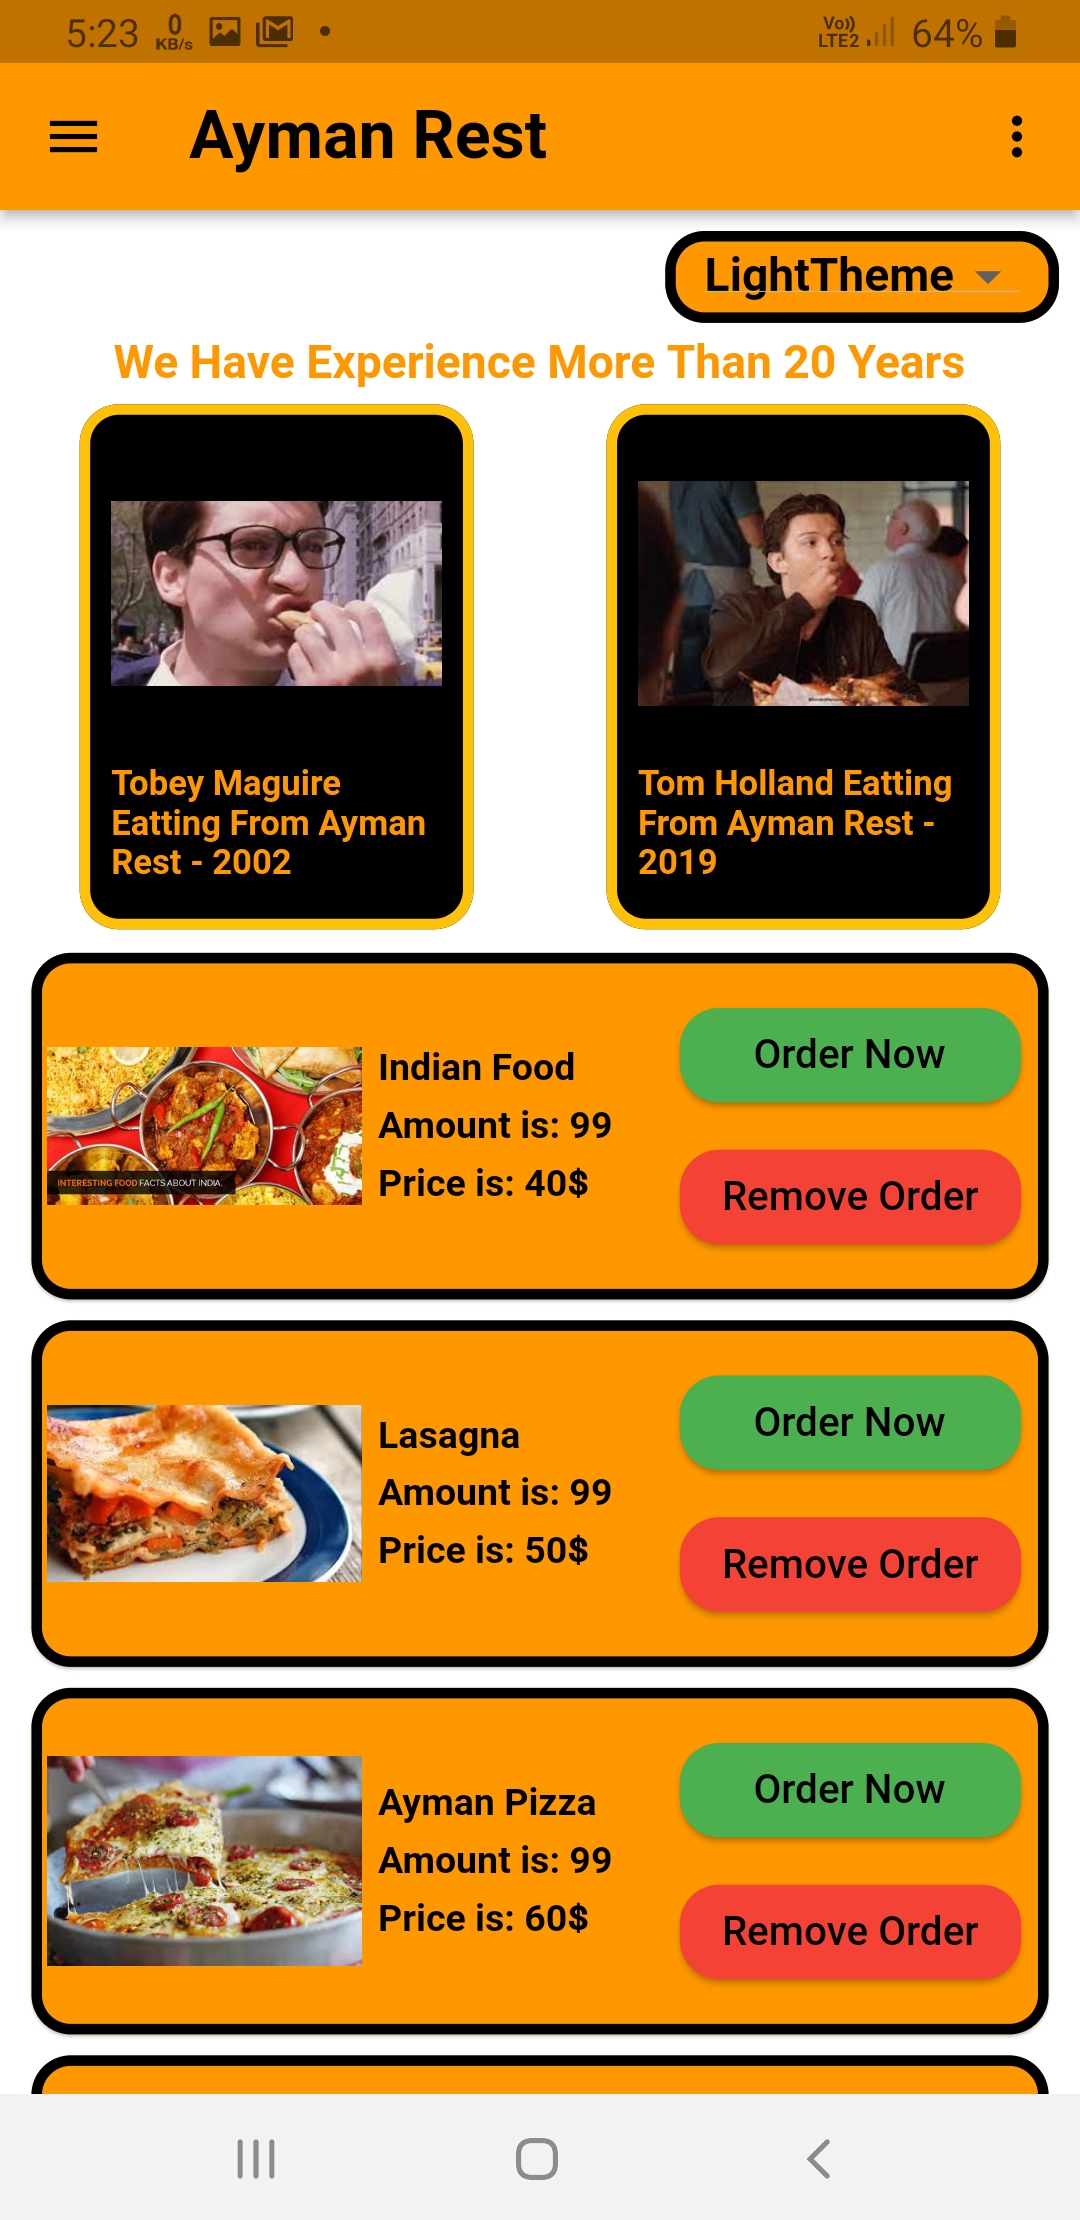 5:23 0 KB/s Vo)) LTE2 64%
Ayman Rest
LightTheme
We Have Experience More Than 20 Years
Tobey Maguire
Eatting From Ayman
Rest - 2002
Tom Holland Eatting
From Ayman Rest -
2019
INTERESTING FOOD FACTS ABOUT INDIA.
Indian Food
Amount is: 99
Price is: 40$
Order Now
Remove Order
Lasagna
Amount is: 99
Price is: 50$
Order Now
Remove Order
Ayman Pizza
Amount is: 99
Price is: 60$
Order Now
Remove Order